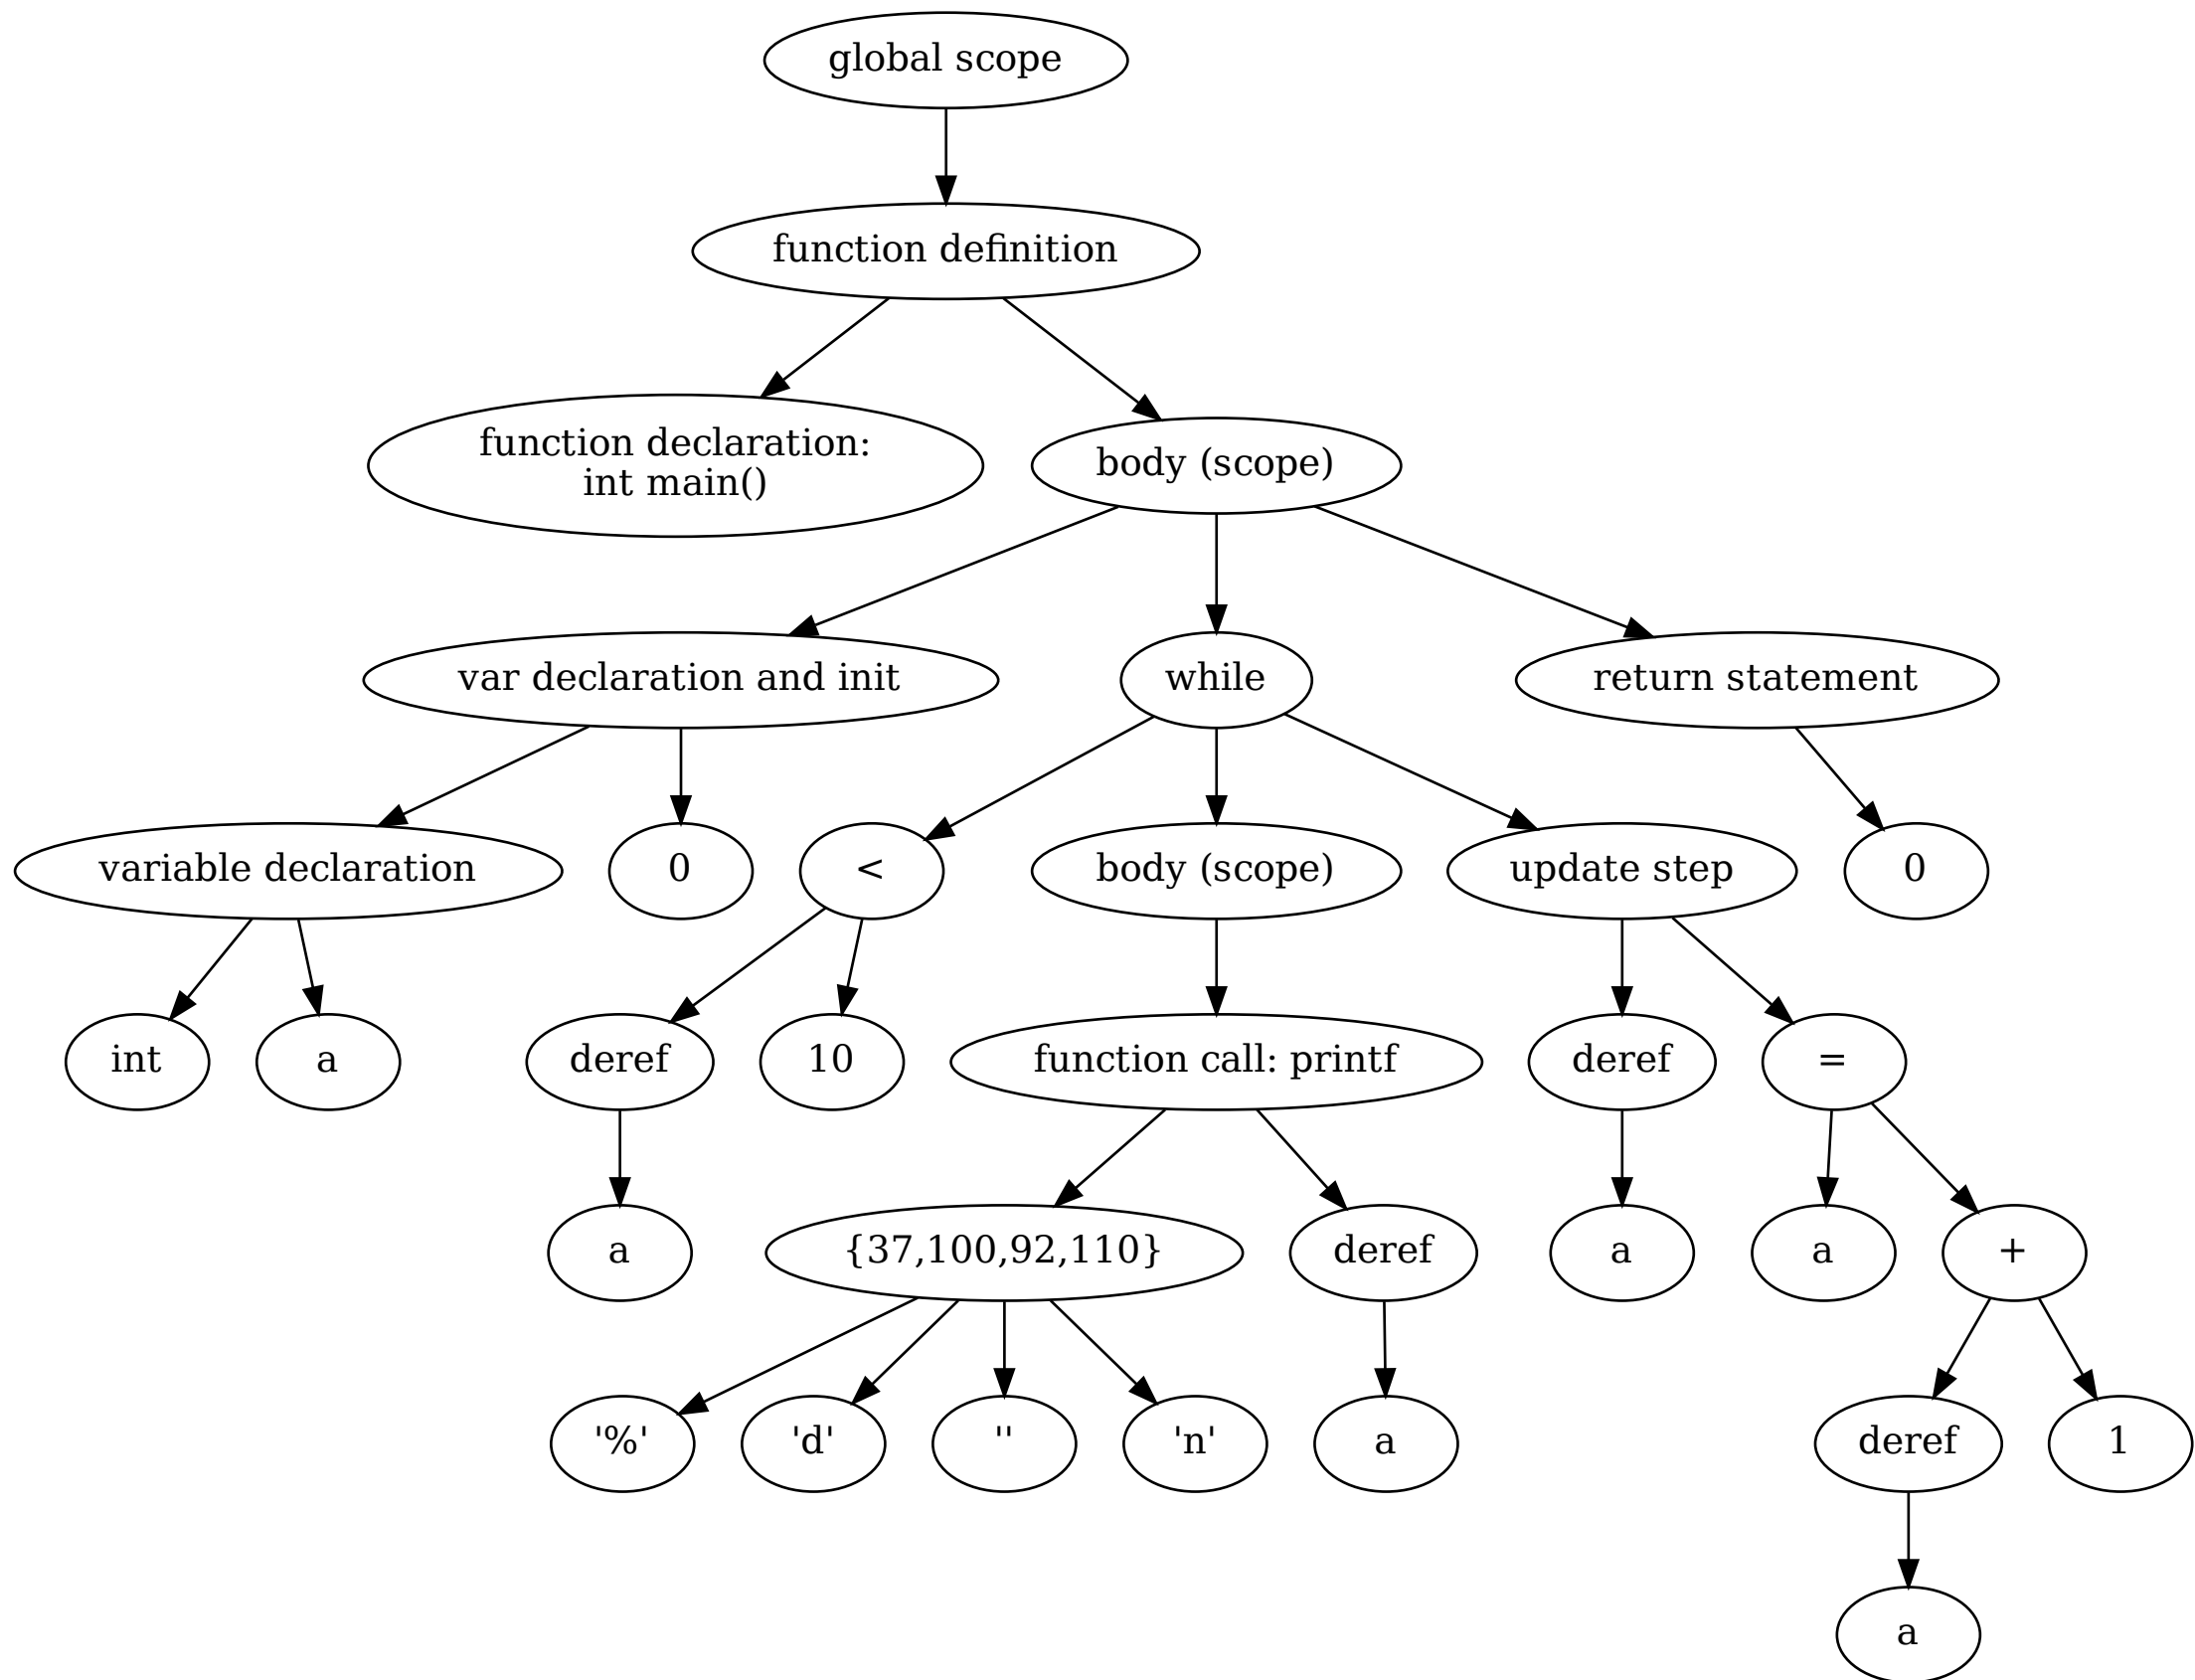 global scope
function definition
function declaration:
int main()
body (scope)
var declaration and init
while
return statement
variable declaration
0
<
body (scope)
update step
0
int
a
deref
10
function call: printf
deref
=
a
{37,100,92,110}
deref
a
a
+
'%'
'd'
''
'n'
a
deref
1
a